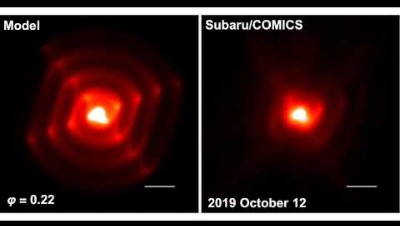 Model
Subaru/COMICS
φ = 0.22
2019 October 12